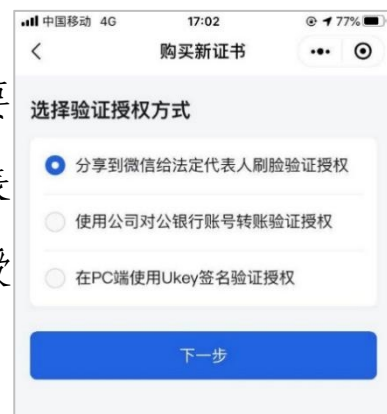 中国移动 4G 17:02 77%
购买新证书
选择验证授权方式
分享到微信给法定代表人刷脸验证授权
使用公司对公银行账号转账验证授权
在PC端使用Ukey签名验证授权
下一步